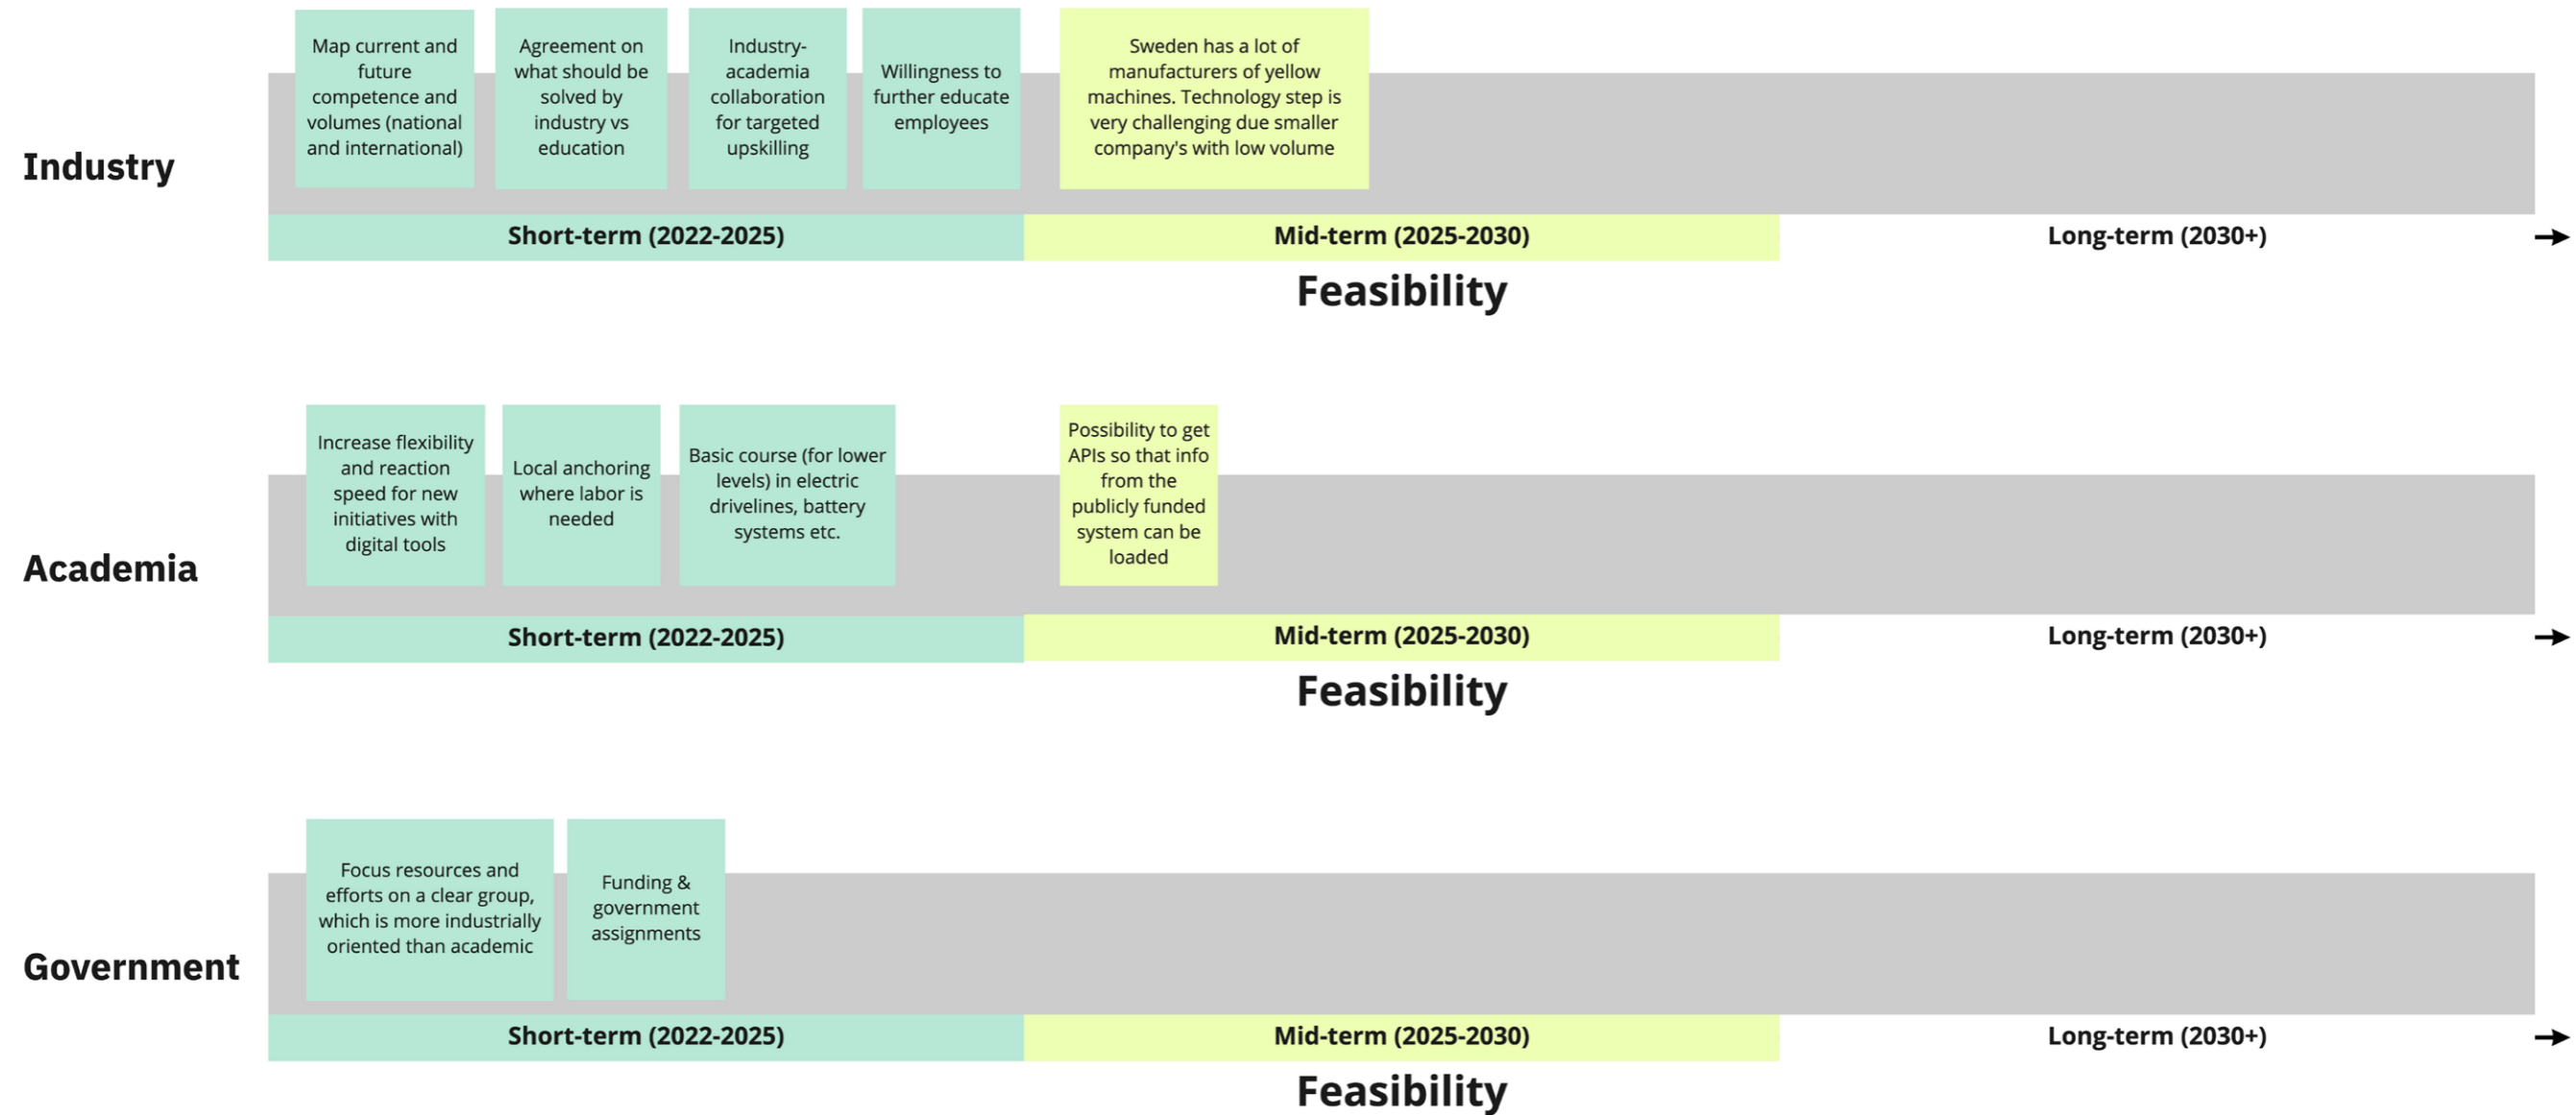 Map current and
future
competence and
volumes (national
and international)
Agreement on
what should be
solved by
industry vs
education
Industry-
academia
collaboration
for targeted
upskilling
Willingness to
further educate
employees
Sweden has a lot of
manufacturers of yellow
machines. Technology step is
very challenging due smaller
company's with low volume
Industry
Short-term (2022-2025)
Mid-term (2025-2030)
Long-term (2030+)
Feasibility
Increase flexibility
and reaction
speed for new
initiatives with
digital tools
Local anchoring
where labor is
needed
Basic course (for lower
levels) in electric
drivelines, battery
systems etc.
Possibility to get
APIs so that info
from the
publicly funded
system can be
loaded
Academia
Short-term (2022-2025)
Mid-term (2025-2030)
Long-term (2030+)
Feasibility
Focus resources and
efforts on a clear group,
which is more industrially
oriented than academic
Funding &
government
assignments
Government
Short-term (2022-2025)
Mid-term (2025-2030)
Long-term (2030+)
Feasibility